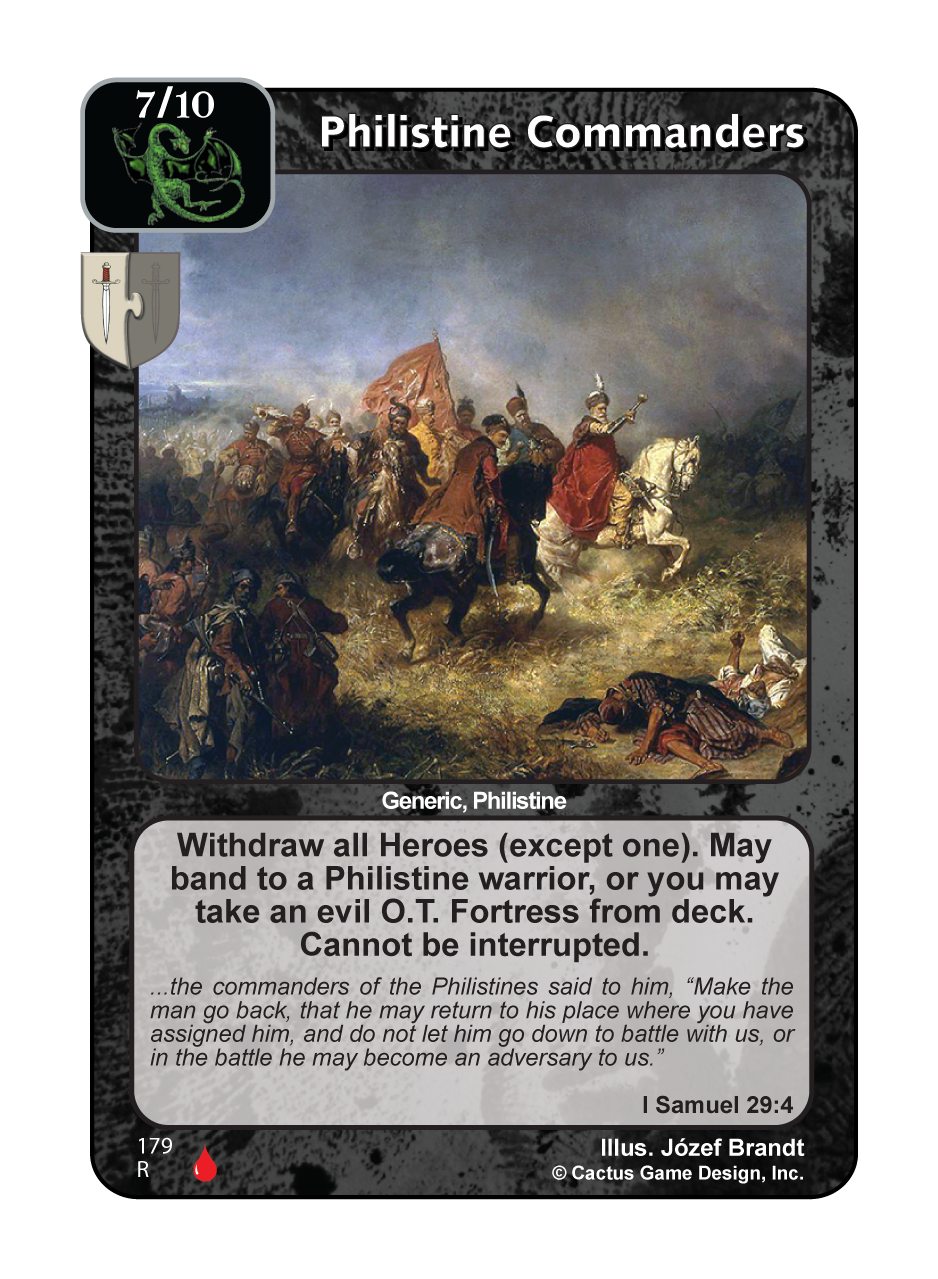 7/10
Philistine Commanders
Generic, Philistine
Withdraw all Heroes (except one). May
band to a Philistine warrior, or you may
take an evil O.T. Fortress from deck.
Cannot be interrupted.
...the commanders of the Philistines said to him, “Make the
man go back, that he may return to his place where you have
assigned him, and do not let him go down to battle with us, or
in the battle he may become an adversary to us.”
I Samuel 29:4
179
R
Illus. Józef Brandt
© Cactus Game Design, Inc.